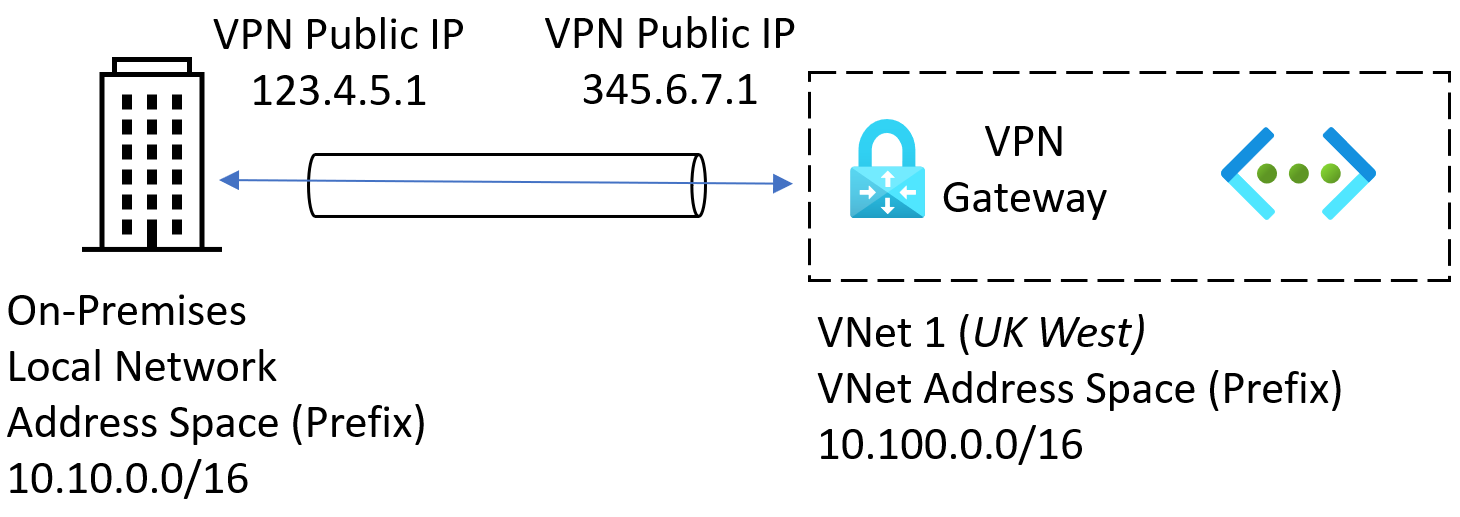 VPN Public IP
123.4.5.1
VPN Public IP
345.6.7.1
VPN
Gateway
On-Premises
Local Network
Address Space (Prefix)
10.10.0.0/16
VNet 1 (UK West)
VNet Address Space (Prefix)
10.100.0.0/16